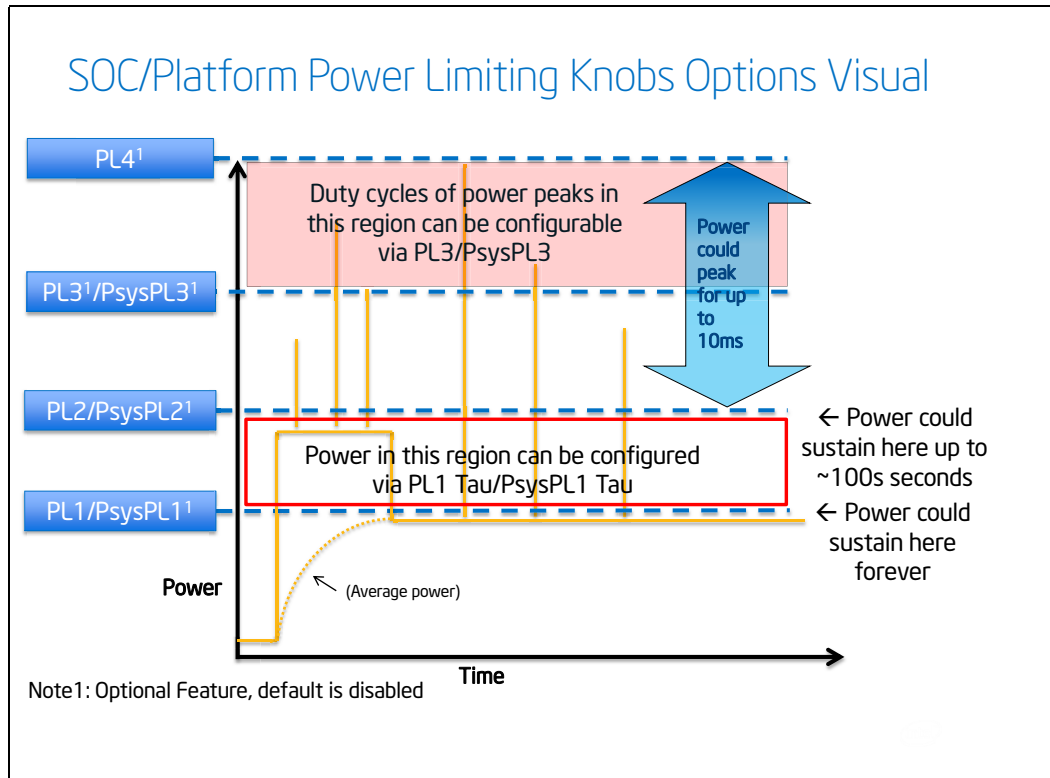 SOC/Platform Power Limiting Knobs Options Visual
PL4¹
Duty cycles of power peaks in
this region can be configurable
via PL3/PsysPL3
Power
could
peak
for up
to
10ms
PL3¹/PsysPL3¹
PL2/PsysPL2¹
← Power could
sustain here up to
~100s seconds
Power in this region can be configured
via PL1 Tau/PsysPL1 Tau
PL1/PsysPL1¹
← Power could
sustain here
forever
Power
(Average power)
Time
Note1: Optional Feature, default is disabled